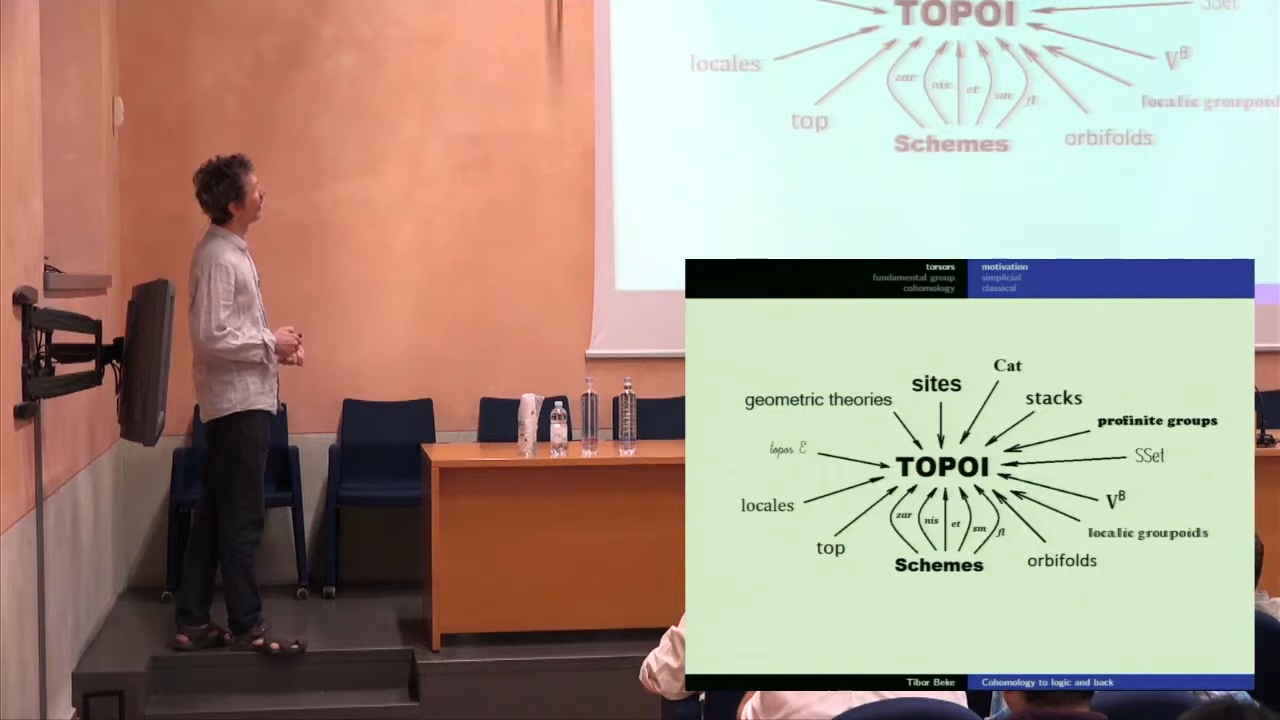 TOPOI
SSet
locales
zar
nis
et
sm
fl
V^B
localic groupoid
top
Schemes
orbifolds
torsors
motivation
fundamental group
simplicial
cohomology
classical
Cat
sites
geometric theories
stacks
profinite groups
topos ℰ
TOPOI
SSet
locales
V^B
zar
nis
et
sm
fl
localic groupoids
top
Schemes
orbifolds
Tibor Beke
Cohomology to logic and back